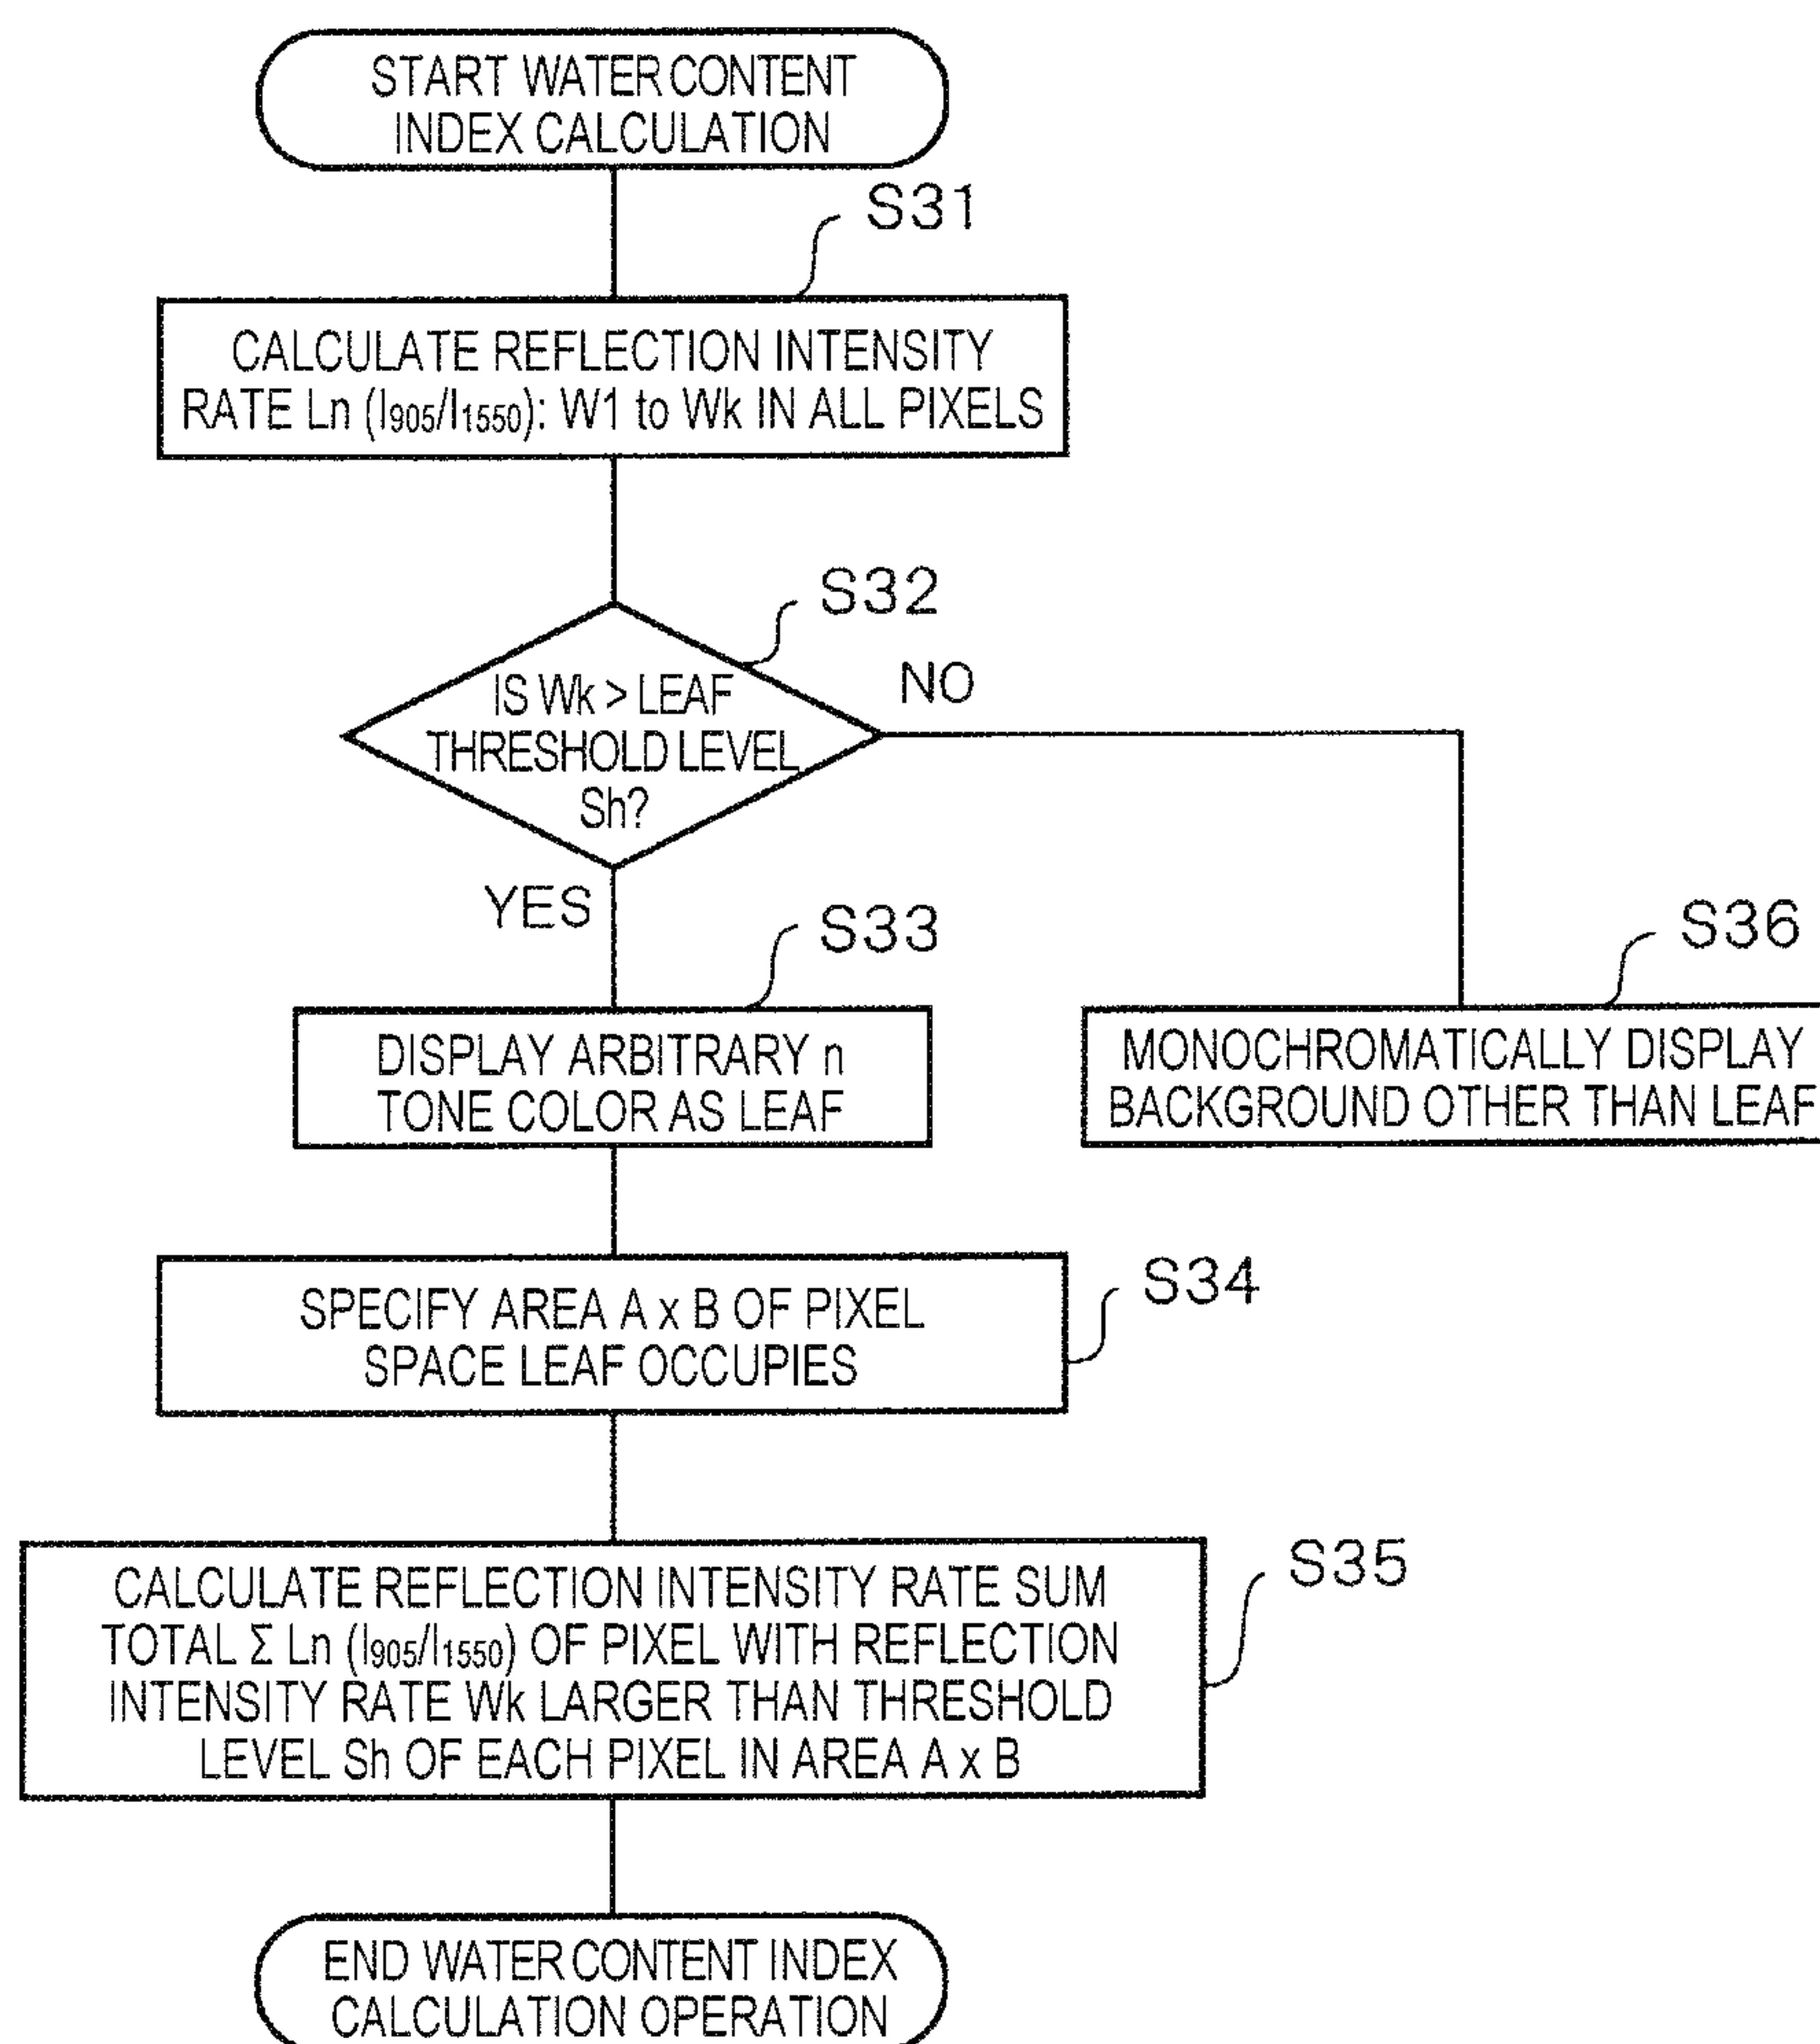 START WATER CONTENT
INDEX CALCULATION
S31
CALCULATE REFLECTION INTENSITY
RATE Ln (I905/I1550): W1 to Wk IN ALL PIXELS
S32
IS Wk > LEAF
THRESHOLD LEVEL
Sh?
NO
YES
S33
DISPLAY ARBITRARY n
TONE COLOR AS LEAF
S36
MONOCHROMATICALLY DISPLAY
BACKGROUND OTHER THAN LEAF
S34
SPECIFY AREA A x B OF PIXEL
SPACE LEAF OCCUPIES
S35
CALCULATE REFLECTION INTENSITY RATE SUM
TOTAL Σ Ln (I905/I1550) OF PIXEL WITH REFLECTION
INTENSITY RATE Wk LARGER THAN THRESHOLD
LEVEL Sh OF EACH PIXEL IN AREA A x B
END WATER CONTENT INDEX
CALCULATION OPERATION